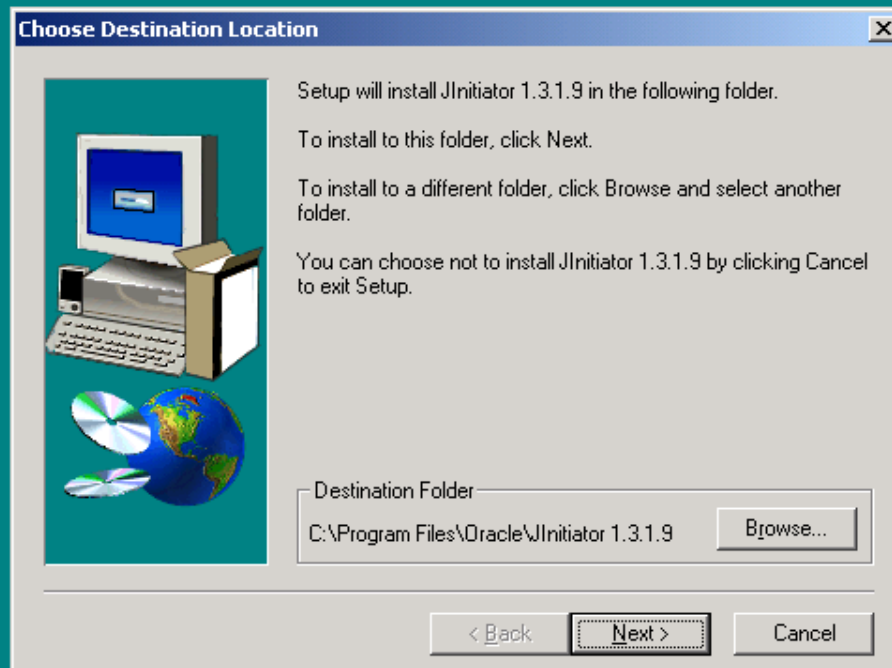 Choose Destination Location
Setup will install JInitiator 1.3.1.9 in the following folder.
To install to this folder, click Next.
To install to a different folder, click Browse and select another
folder.
You can choose not to install JInitiator 1.3.1.9 by clicking Cancel
to exit Setup.
Destination Folder
C:\Program Files\Oracle\JInitiator 1.3.1.9
Browse...
< Back
Next >
Cancel